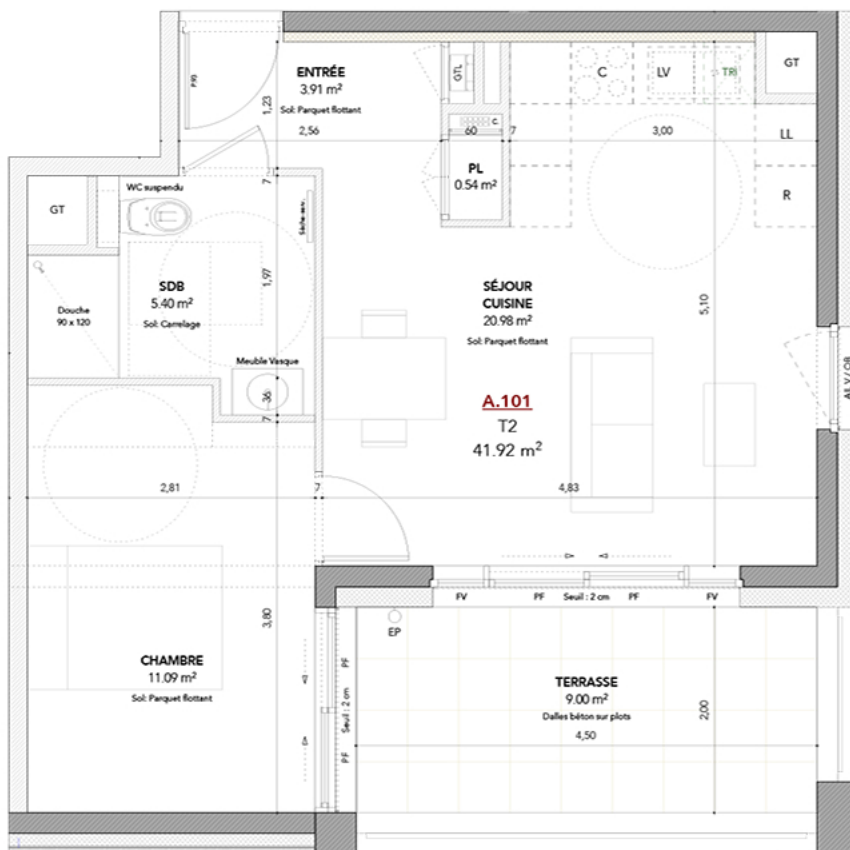 P.93
ENTRÉE
3.91 m²
Sol: Parquet flottant
2,56
1,23
GTL
C.
60
7
PL
0.54 m²
C
LV
TRI
GT
3,00
LL
R
GT
WC suspendu
7
Sèche-serv.
SDB
5.40 m²
Sol: Carrelage
1,97
Douche
90 x 120
Meuble Vasque
36
7
SÉJOUR
CUISINE
20.98 m²
Sol: Parquet flottant
5,10
A.101
T2
41.92 m²
2,81
7
4,83
3,80
CHAMBRE
11.09 m²
Sol: Parquet flottant
FV
PF
Seuil : 2 cm
PF
FV
EP
PF
Seuil : 2 cm
PF
TERRASSE
9.00 m²
Dalles béton sur plots
4,50
2,00